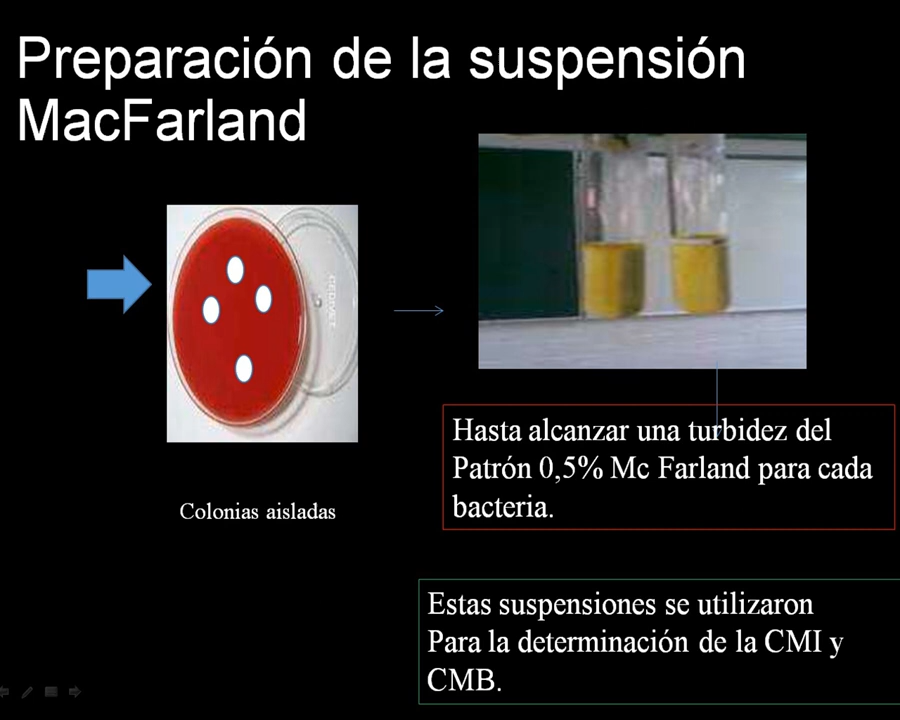 Preparación de la suspensión
MacFarland
Colonias aisladas
Hasta alcanzar una turbidez del
Patrón 0,5% Mc Farland para cada
bacteria.
Estas suspensiones se utilizaron
Para la determinación de la CMI y
CMB.